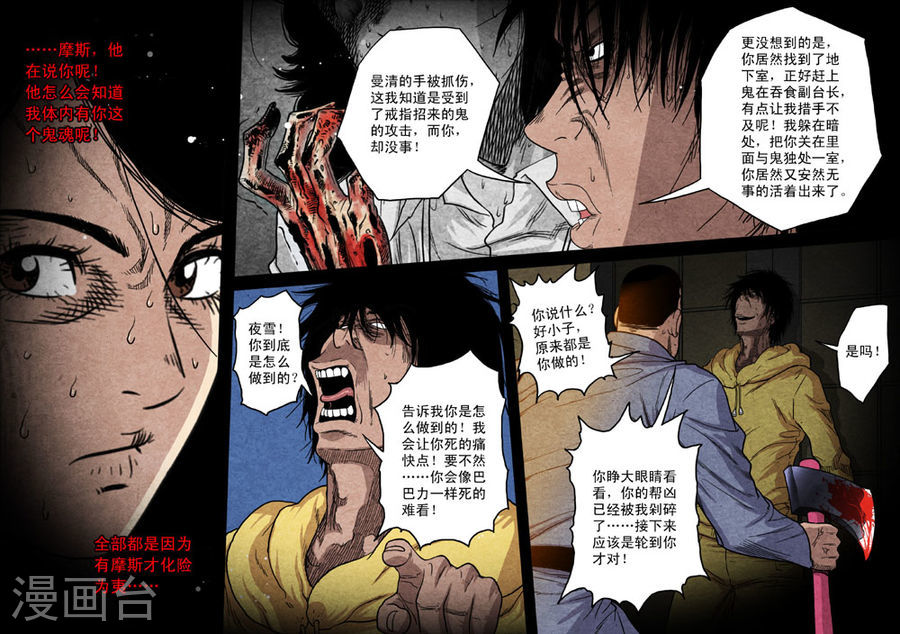 更没想到的是，
你居然找到了地
下室，正好赶上
鬼在吞食副台长，
有点让我措手不
及呢！我躲在暗
处，把你关在里
面与鬼独处一室，
你居然又安然无
事的活着出来了。
曼清的手被抓伤，
这我知道是受到
了戒指招来的鬼
的攻击，而你，
却没事！
……摩斯，他
在说你呢！
他怎么会知道
我体内有你这
个鬼魂呢！
全部都是因为
有摩斯才化险
为夷……
夜雪！
你到底
是怎么
做到的？
告诉我你是怎
么做到的！我
会让你死的痛
快点！要不然
……你会像巴
巴力一样死的
难看！
你说什么？
好小子，
原来都是
你做的！
是吗！
你睁大眼睛看
看，你的帮凶
已经被我剁碎
了……接下来
应该是轮到你
才对！
漫画台